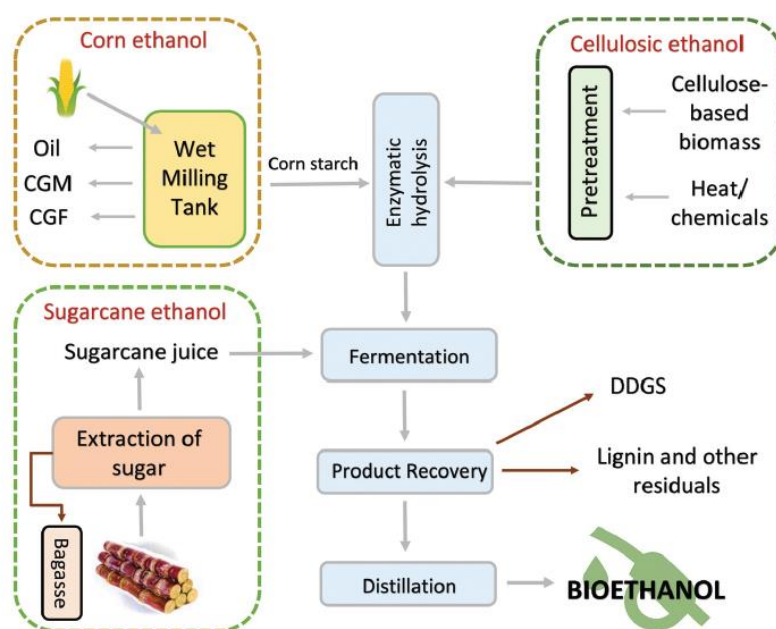 Corn ethanol
Oil
CGM
CGF
Wet
Milling
Tank
Corn starch
Enzymatic
hydrolysis
Cellulosic ethanol
Pretreatment
Cellulose-
based
biomass
Heat/
chemicals
Sugarcane ethanol
Sugarcane juice
Extraction of
sugar
Bagasse
Fermentation
Product Recovery
DDGS
Lignin and other
residuals
Distillation
BIOETHANOL